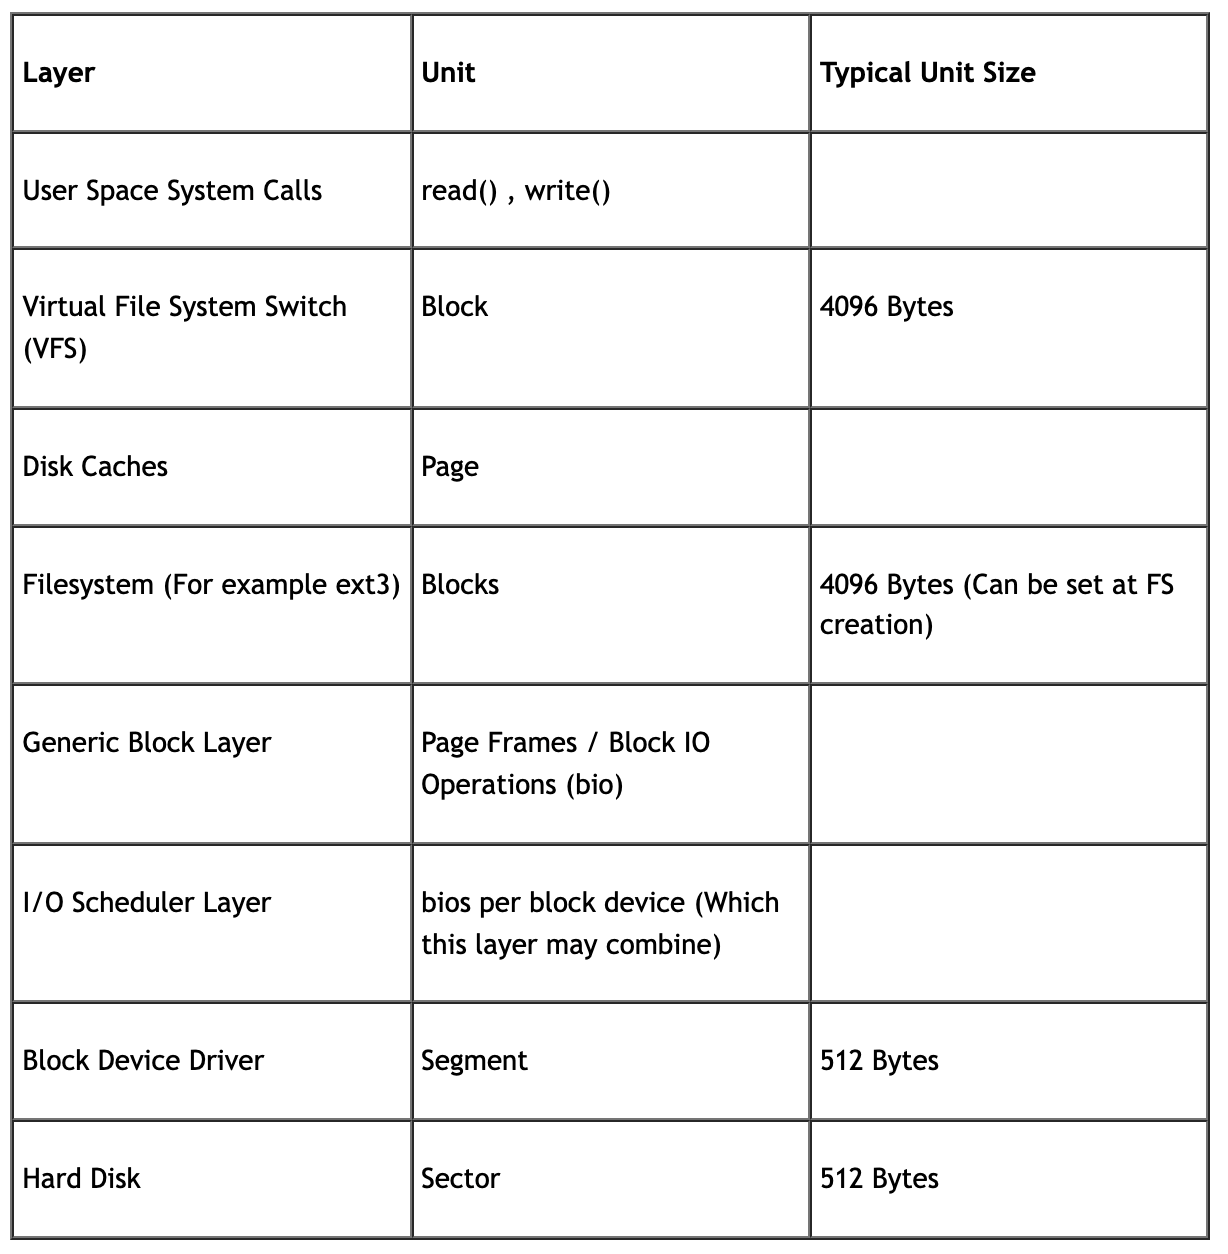 Layer Unit Typical Unit Size
User Space System Calls read() , write()
Virtual File System Switch Block 4096 Bytes
(VFS)
Disk Caches Page
Filesystem (For example ext3) Blocks 4096 Bytes (Can be set at FS
creation)
Generic Block Layer Page Frames / Block IO
Operations (bio)
I/O Scheduler Layer bios per block device (Which
this layer may combine)
Block Device Driver Segment 512 Bytes
Hard Disk Sector 512 Bytes